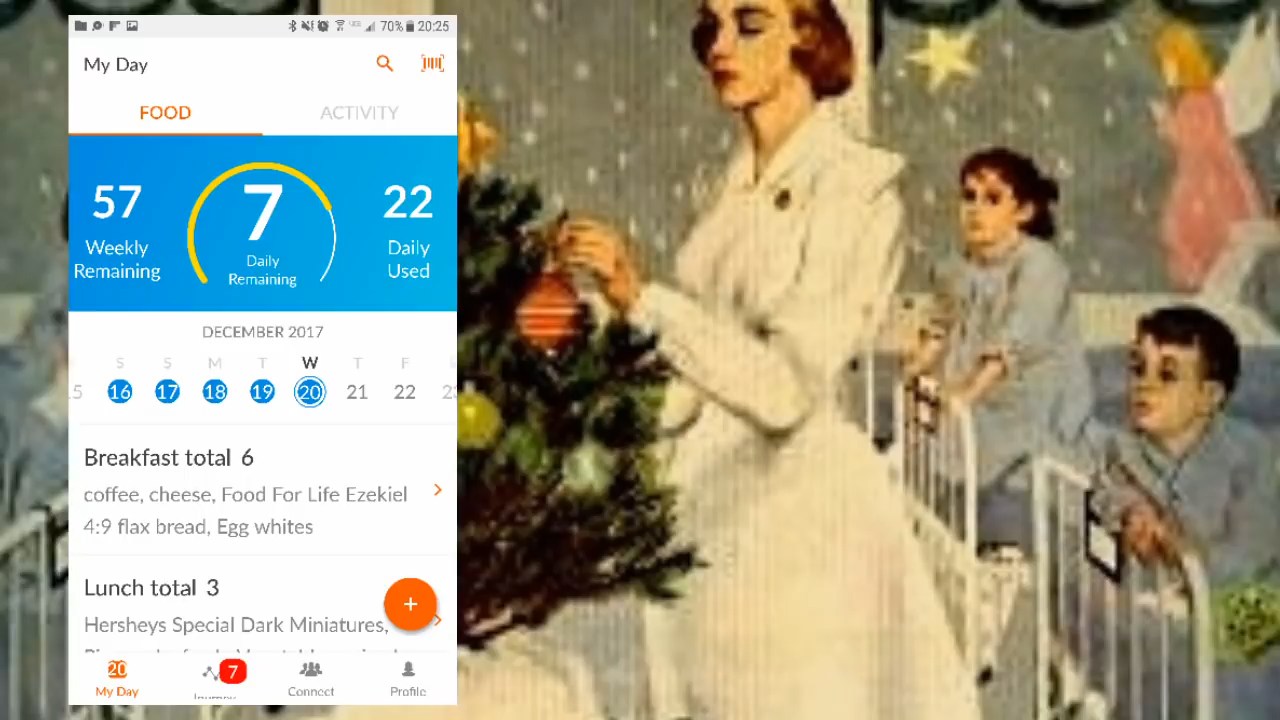 70% 20:25
My Day
FOOD ACTIVITY
57 7 22
Weekly Remaining
Daily Remaining
Daily Used
DECEMBER 2017
S S M T W T F
16 17 18 19 20 21 22
Breakfast total 6
coffee, cheese, Food For Life Ezekiel
4:9 flax bread, Egg whites
Lunch total 3
Hersheys Special Dark Miniatures,
20 7
My Day Connect Profile